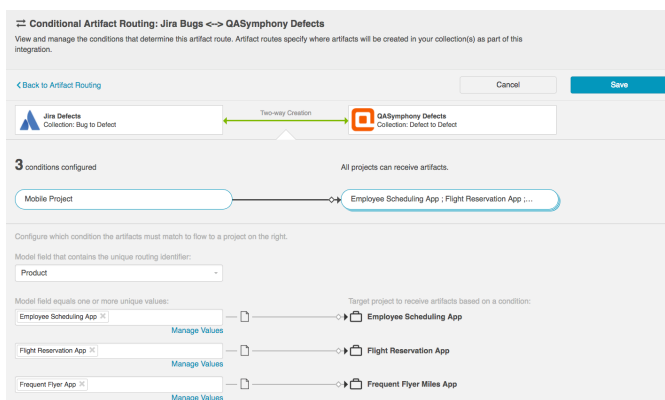 Conditional Artifact Routing: Jira Bugs <--> QASymphony Defects
View and manage the conditions that determine this artifact route. Artifact routes specify where artifacts will be created in your collection(s) as part of this
integration.
Back to Artifact Routing
Cancel
Save
Jira Defects
Collection: Bug to Defect
Two-way Creation
QASymphony Defects
Collection: Defect to Defect
3 conditions configured
All projects can receive artifacts.
Mobile Project
Employee Scheduling App ; Flight Reservation App ;...
Configure which condition the artifacts must match to flow to a project on the right.
Model field that contains the unique routing identifier:
Product
Model field equals one or more unique values:
Target project to receive artifacts based on a condition:
Employee Scheduling App
Employee Scheduling App
Manage Values
Flight Reservation App
Flight Reservation App
Manage Values
Frequent Flyer App
Frequent Flyer Miles App
Manage Values